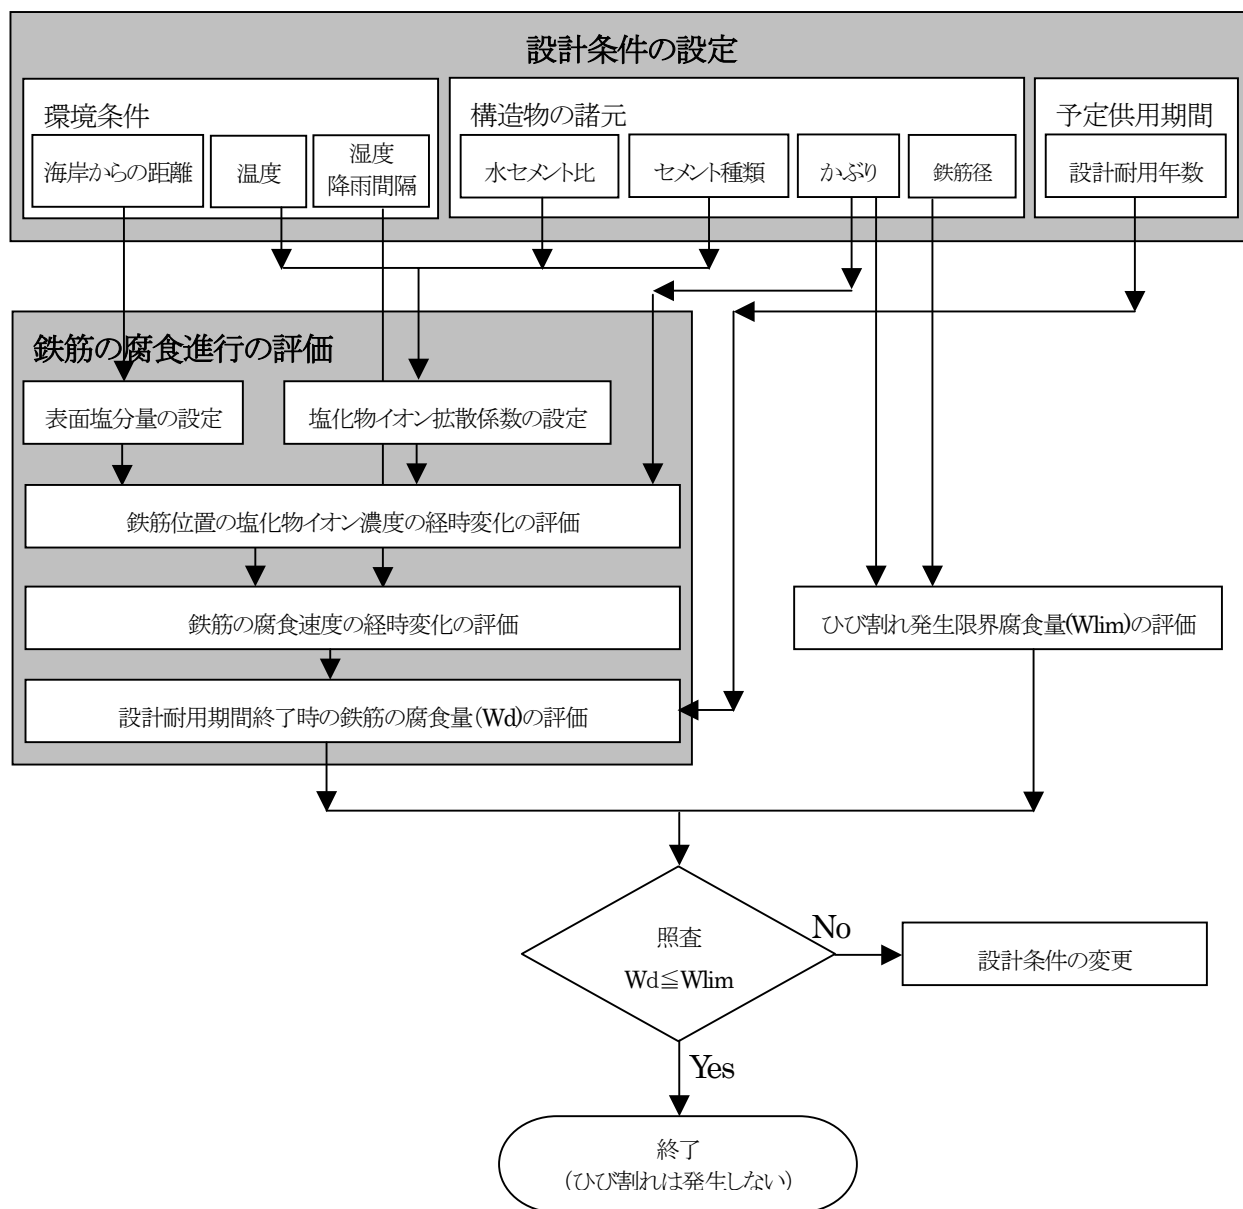 設計条件の設定
環境条件
海岸からの距離
温度
湿度
降雨間隔
構造物の諸元
水セメント比
セメント種類
かぶり
鉄筋径
予定供用期間
設計耐用年数
鉄筋の腐食進行の評価
表面塩分量の設定
塩化物イオン拡散係数の設定
鉄筋位置の塩化物イオン濃度の経時変化の評価
鉄筋の腐食速度の経時変化の評価
ひび割れ発生限界腐食量(Wlim)の評価
設計耐用期間終了時の鉄筋の腐食量(Wd)の評価
照査
Wd≦Wlim
No
設計条件の変更
Yes
終了
(ひび割れは発生しない)